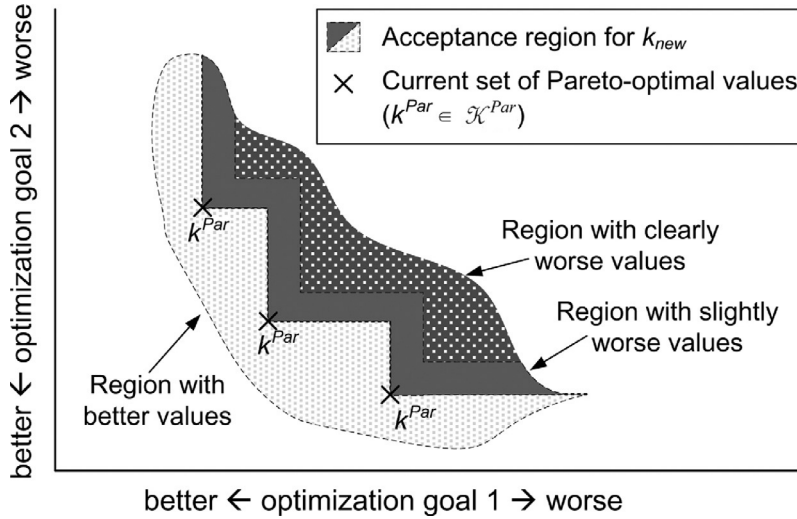 Acceptance region for k_new
Current set of Pareto-optimal values
(k^Par ∈ 𝒦^Par)
better ← optimization goal 2 → worse
k^Par
Region with clearly
worse values
k^Par
Region with slightly
worse values
Region with
better values
k^Par
better ← optimization goal 1 → worse